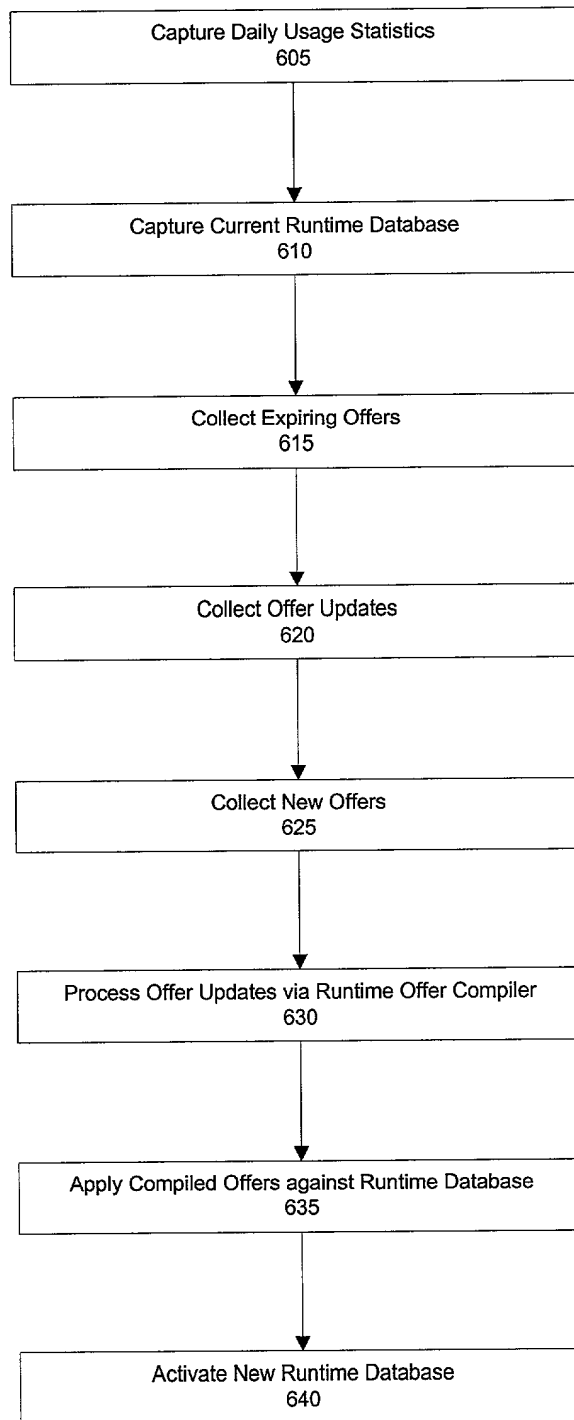 Capture Daily Usage Statistics
605
Capture Current Runtime Database
610
Collect Expiring Offers
615
Collect Offer Updates
620
Collect New Offers
625
Process Offer Updates via Runtime Offer Compiler
630
Apply Compiled Offers against Runtime Database
635
Activate New Runtime Database
640